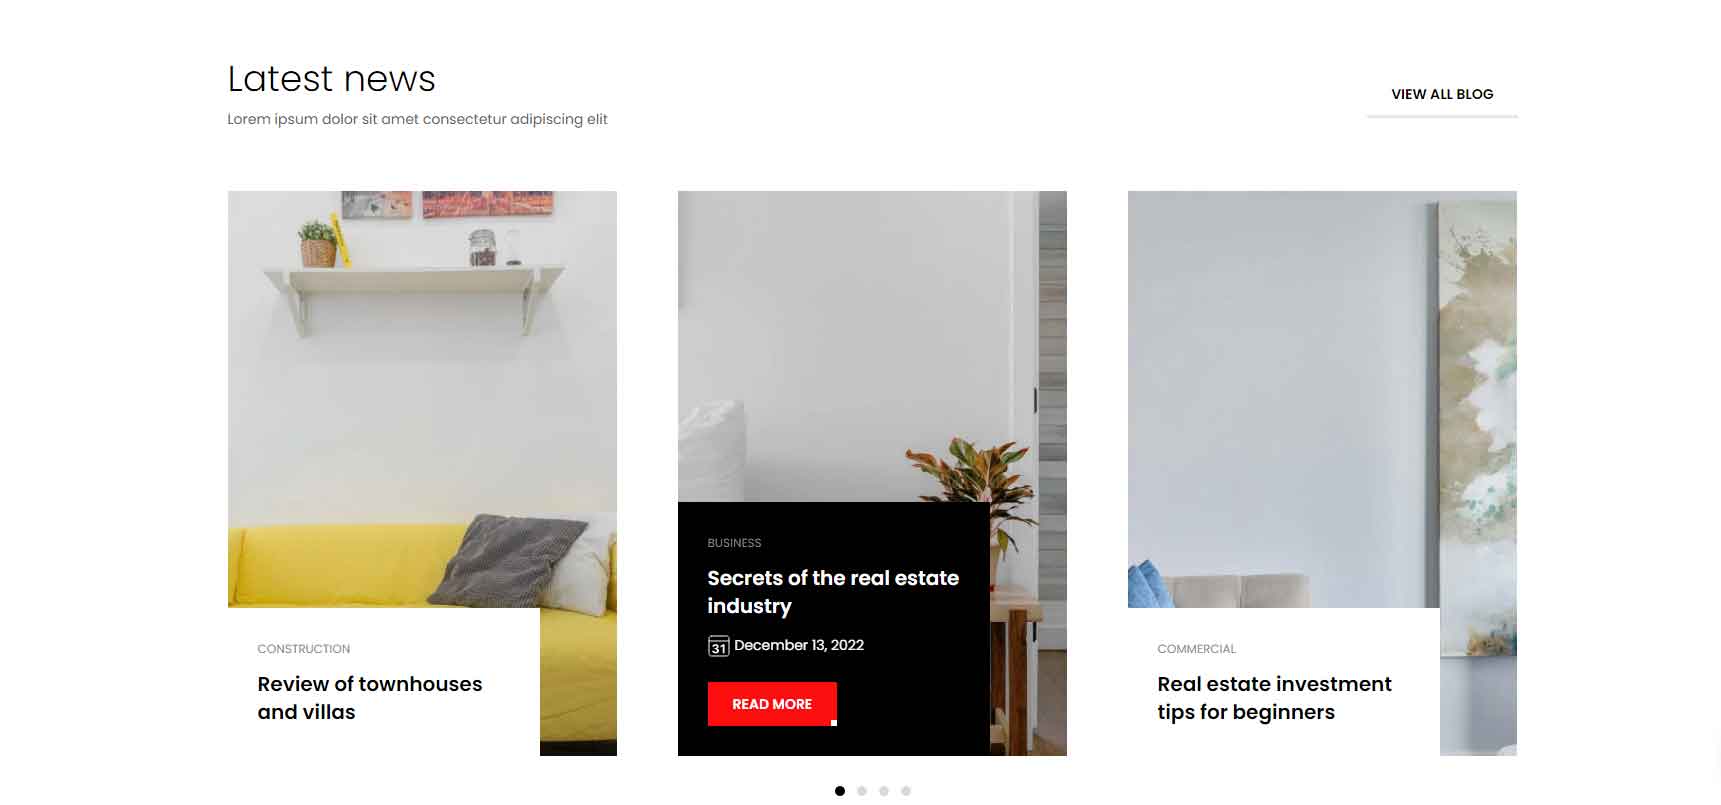 Latest news
Lorem ipsum dolor sit amet consectetur adipiscing elit
VIEW ALL BLOG
CONSTRUCTION
Review of townhouses
and villas
BUSINESS
Secrets of the real estate
industry
31 December 13, 2022
READ MORE
COMMERCIAL
Real estate investment
tips for beginners